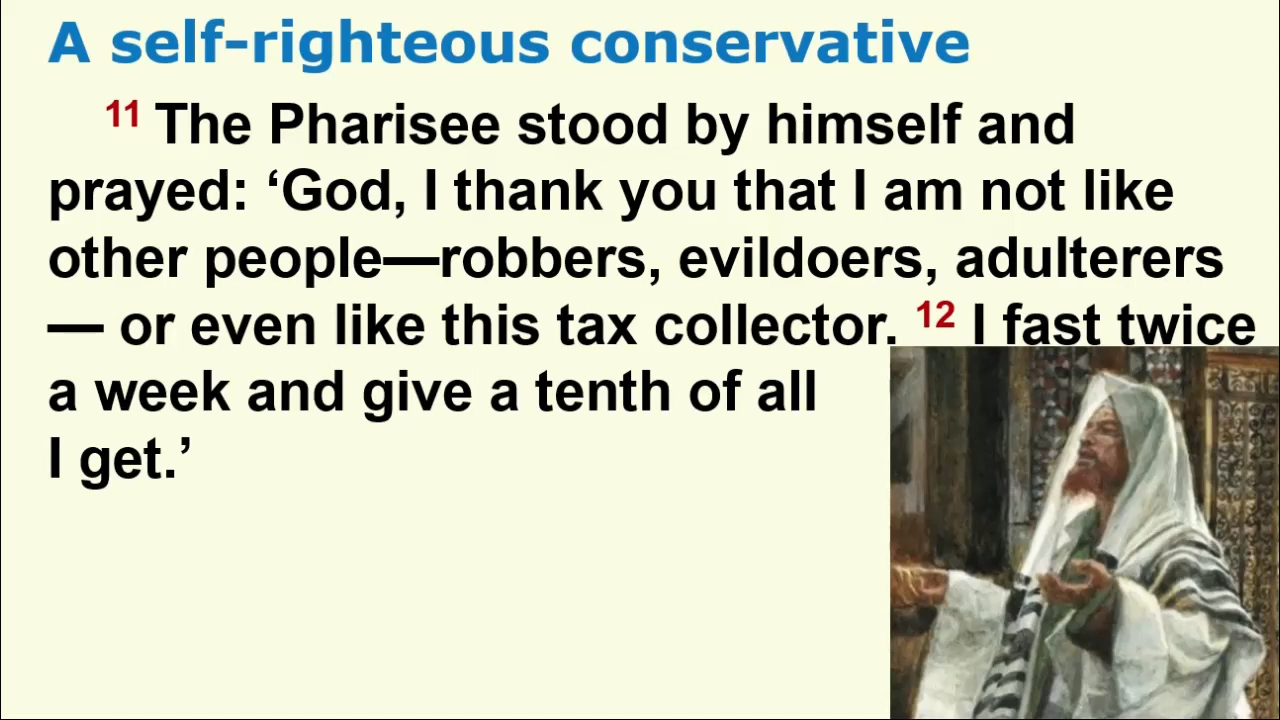 A self-righteous conservative
11 The Pharisee stood by himself and
prayed: ‘God, I thank you that I am not like
other people—robbers, evildoers, adulterers
— or even like this tax collector. 12 I fast twice
a week and give a tenth of all
I get.’